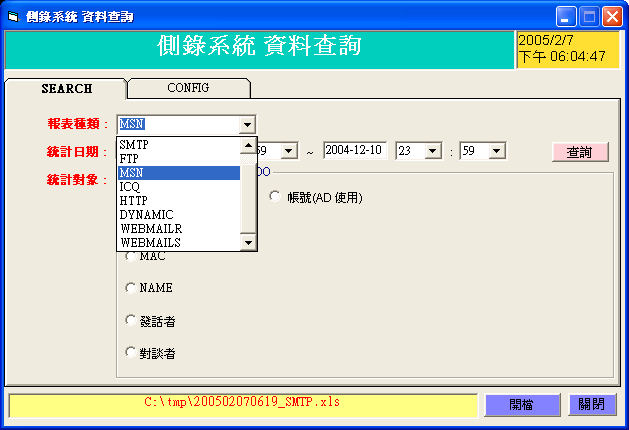 側錄系統 資料查詢
側錄系統 資料查詢
2005/2/7
下午 06:04:47
SEARCH
CONFIG
報表種類：
MSN
統計日期：
59
~
2004-12-10
23
:
59
查詢
統計對象：
SMTP
FTP
MSN
ICQ
HTTP
DYNAMIC
WEBMAILR
WEBMAILS
帳號(AD 使用)
MAC
NAME
發話者
對談者
C:\tmp\200502070619_SMTP.xls
開檔
關閉